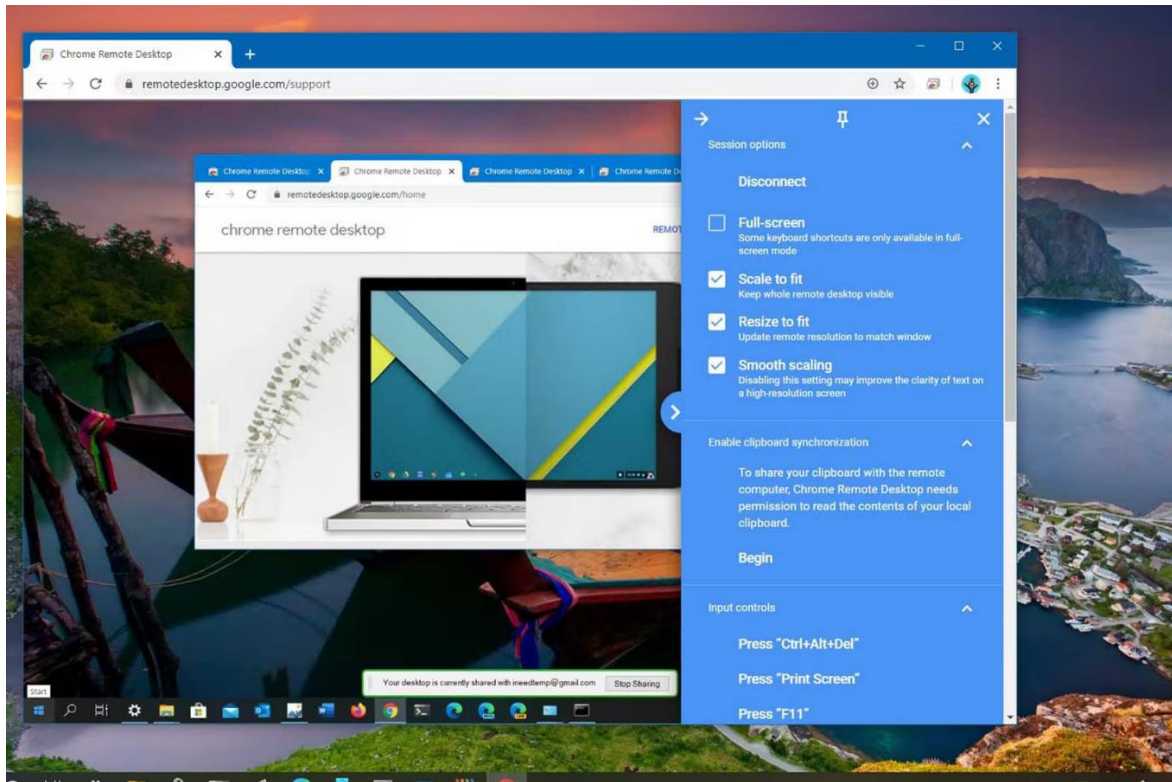 Chrome Remote Desktop
remotedesktop.google.com/support
Session options
Disconnect
Full-screen
Some keyboard shortcuts are only available in full-
screen mode
Scale to fit
Keep whole remote desktop visible
Resize to fit
Update remote resolution to match window
Smooth scaling
Disabling this setting may improve the clarity of text on
a high-resolution screen
Enable clipboard synchronization
To share your clipboard with the remote
computer, Chrome Remote Desktop needs
permission to read the contents of your local
clipboard.
Begin
Input controls
Press “Ctrl+Alt+Del”
Press “Print Screen”
Press “F11”
Chrome Remote Desktop Chrome Remote Desktop Chrome Remote Desktop Chrome Remote De
remotedesktop.google.com/home
chrome remote desktop
REMOT
Your desktop is currently shared with ineedtemp@gmail.com Stop Sharing
Start